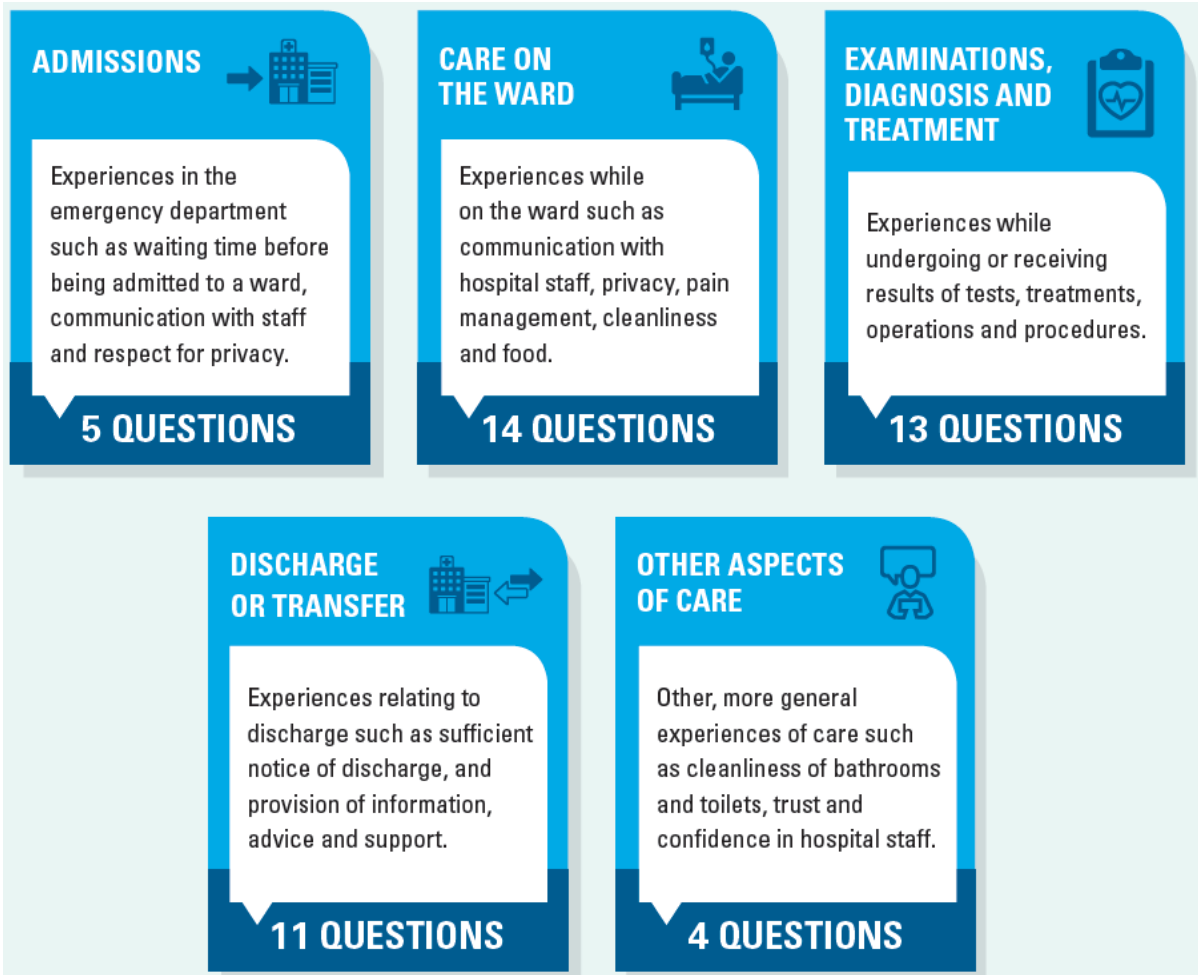 ADMISSIONS
Experiences in the
emergency department
such as waiting time before
being admitted to a ward,
communication with staff
and respect for privacy.
5 QUESTIONS
CARE ON
THE WARD
Experiences while
on the ward such as
communication with
hospital staff, privacy, pain
management, cleanliness
and food.
14 QUESTIONS
EXAMINATIONS,
DIAGNOSIS AND
TREATMENT
Experiences while
undergoing or receiving
results of tests, treatments,
operations and procedures.
13 QUESTIONS
DISCHARGE
OR TRANSFER
Experiences relating to
discharge such as sufficient
notice of discharge, and
provision of information,
advice and support.
11 QUESTIONS
OTHER ASPECTS
OF CARE
Other, more general
experiences of care such
as cleanliness of bathrooms
and toilets, trust and
confidence in hospital staff.
4 QUESTIONS